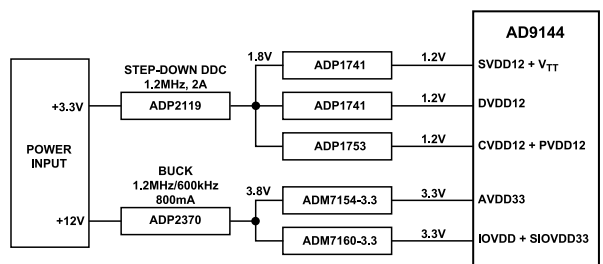 AD9144
1.8V
ADP1741
1.2V
SVDD12 + VTT
STEP-DOWN DDC
1.2MHz, 2A
+3.3V
ADP2119
ADP1741
1.2V
DVDD12
ADP1753
1.2V
CVDD12 + PVDD12
POWER
INPUT
BUCK
1.2MHz/600kHz
800mA
3.8V
ADM7154-3.3
3.3V
AVDD33
+12V
ADP2370
ADM7160-3.3
3.3V
IOVDD + SIOVDD33